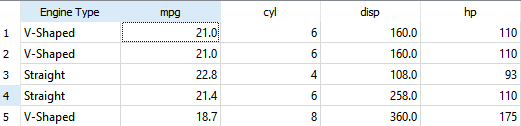 Engine Type mpg cyl disp hp
1 V-Shaped 21.0 6 160.0 110
2 V-Shaped 21.0 6 160.0 110
3 Straight 22.8 4 108.0 93
4 Straight 21.4 6 258.0 110
5 V-Shaped 18.7 8 360.0 175